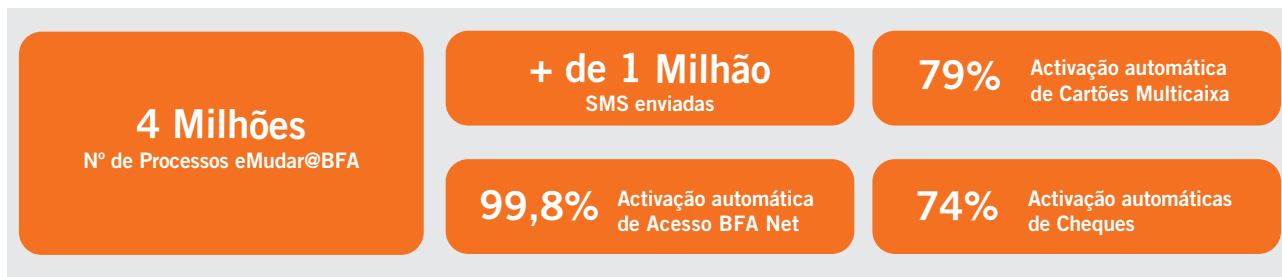 4 Milhões
Nº de Processos eMudar@BFA
+ de 1 Milhão
SMS enviadas
79%
Activação automática
de Cartões Multicaixa
99,8%
Activação automática
de Acesso BFA Net
74%
Activação automáticas
de Cheques